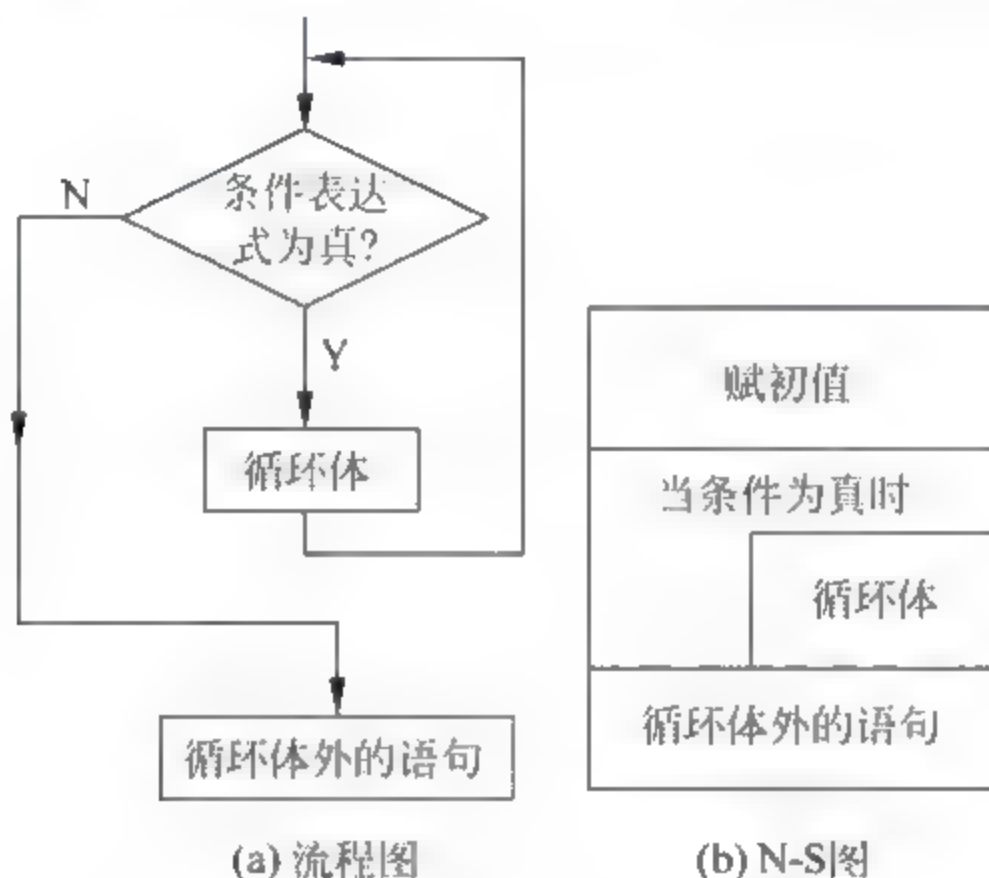 条件表达
式为真?
N
Y
循环体
循环体外的语句
(a) 流程图
赋初值
当条件为真时
循环体
循环体外的语句
(b) N-S图